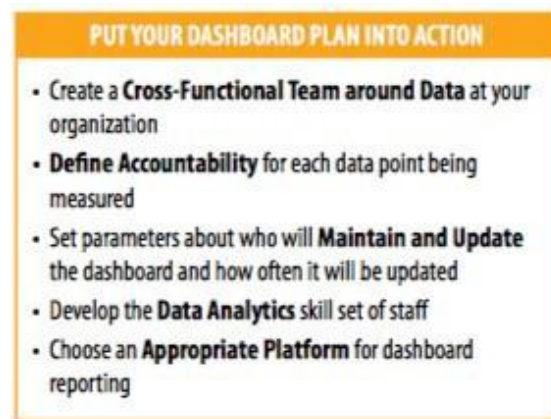 PUT YOUR DASHBOARD PLAN INTO ACTION
• Create a Cross-Functional Team around Data at your
organization
• Define Accountability for each data point being
measured
• Set parameters about who will Maintain and Update
the dashboard and how often it will be updated
• Develop the Data Analytics skill set of staff
• Choose an Appropriate Platform for dashboard
reporting